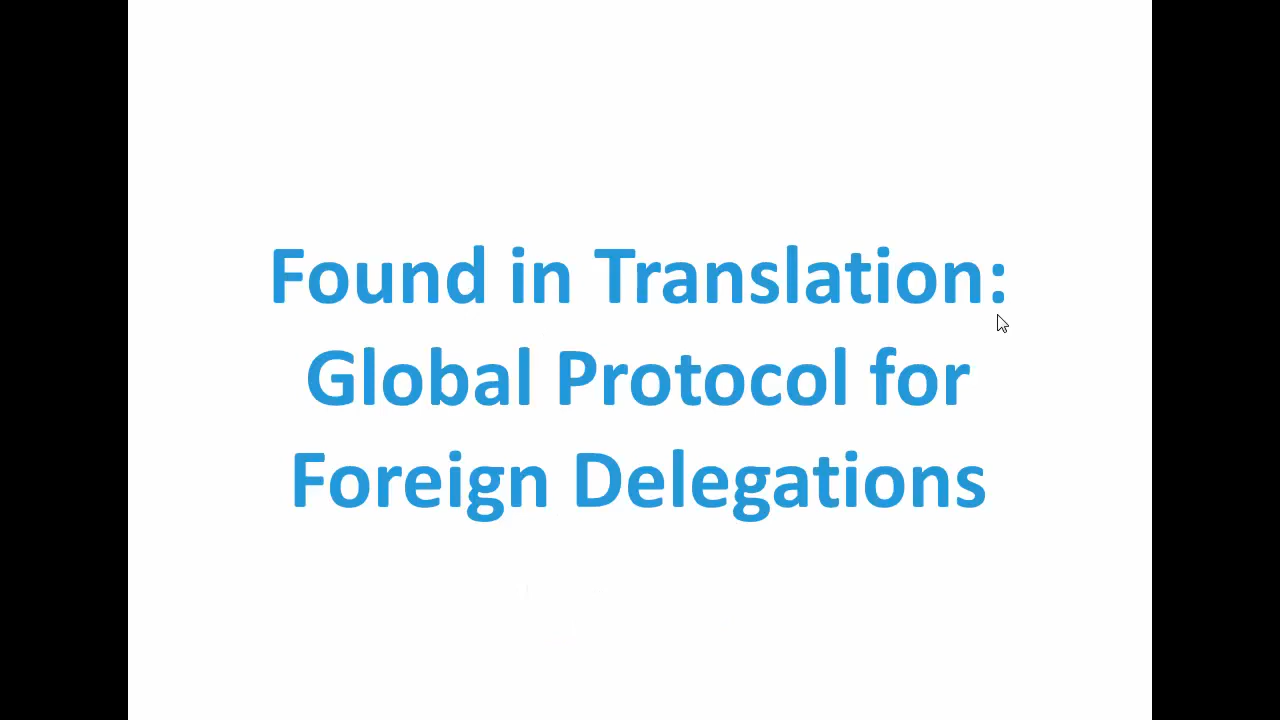 Found in Translation:
Global Protocol for
Foreign Delegations